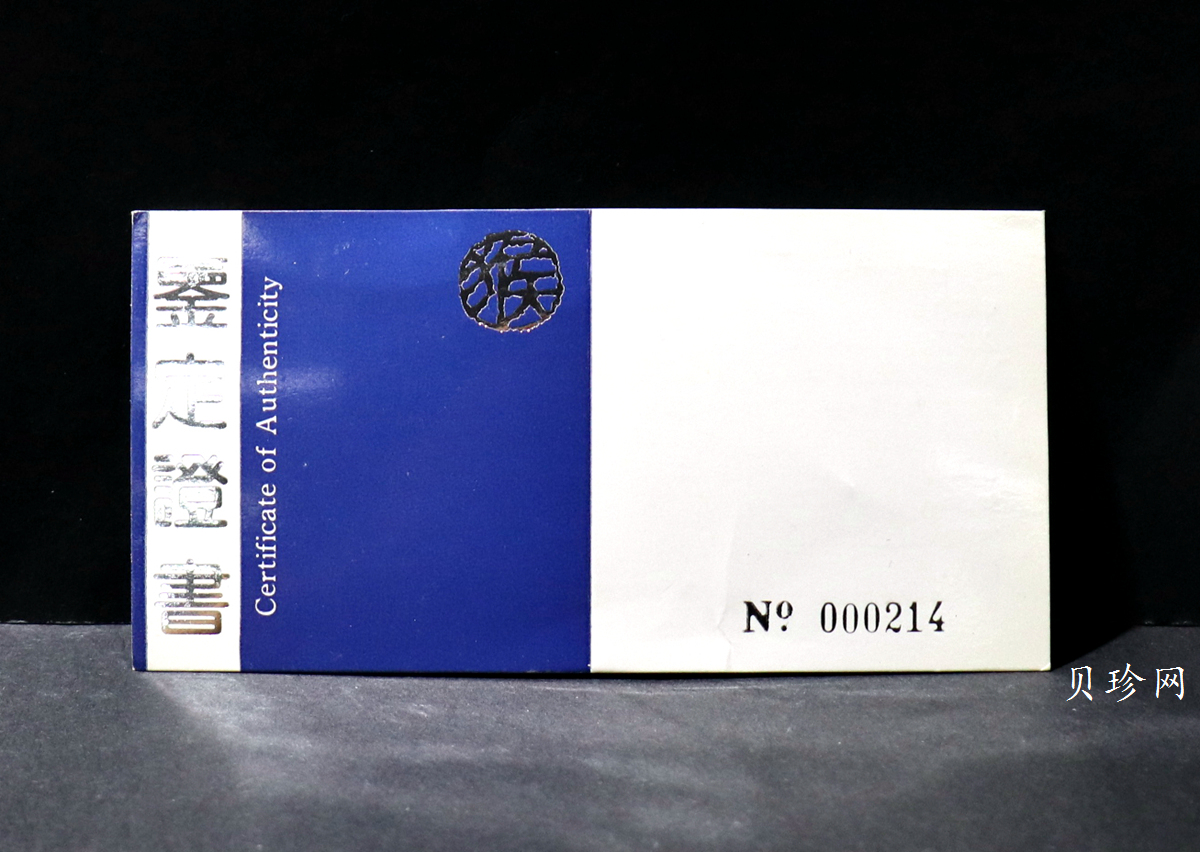 鑒定證書
Certificate of Authenticity
猴
Nº 000214
贝珍网